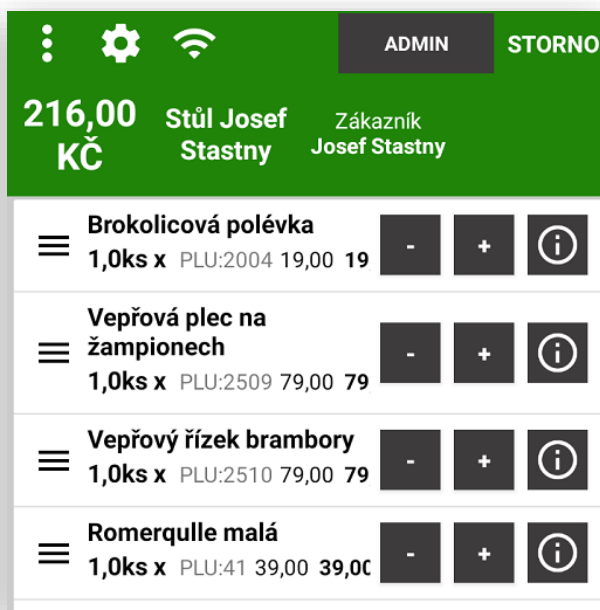 ADMIN STORNO
216,00 Stůl Josef Zákazník
KČ Stastny Josef Stastny
Brokolicová polévka
1,0ks x PLU:2004 19,00 19 - +
Vepřová plec na
žampionech
1,0ks x PLU:2509 79,00 79 - +
Vepřový řízek brambory
1,0ks x PLU:2510 79,00 79 - +
Romerqulle malá
1,0ks x PLU:41 39,00 39,00 - +